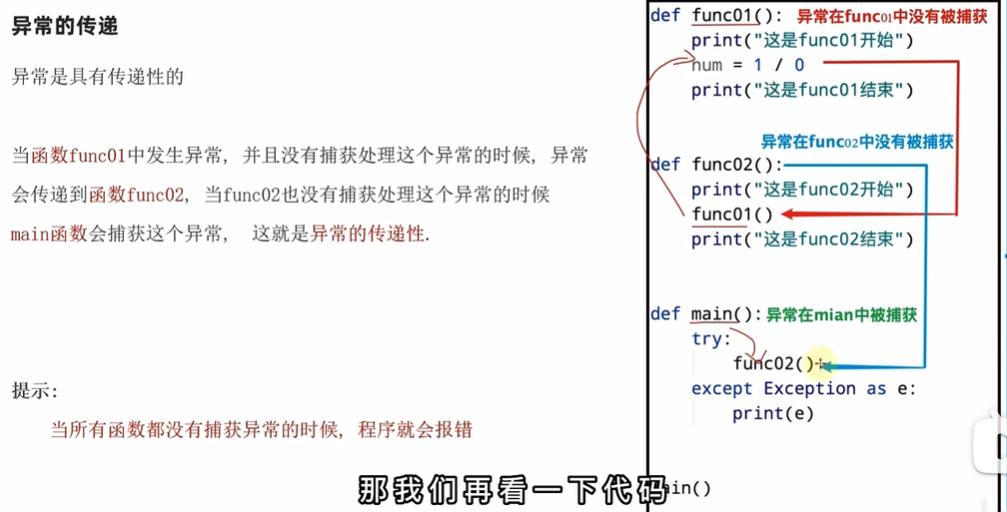 异常的传递
异常是具有传递性的
当函数func01中发生异常, 并且没有捕获处理这个异常的时候, 异常
会传递到函数func02, 当func02也没有捕获处理这个异常的时候
main函数会捕获这个异常, 这就是异常的传递性.
提示:
当所有函数都没有捕获异常的时候, 程序就会报错
def func01(): 异常在func01中没有被捕获
print("这是func01开始")
num = 1 / 0
print("这是func01结束")
异常在func02中没有被捕获
def func02():
print("这是func02开始")
func01()
print("这是func02结束")
def main(): 异常在mian中被捕获
try:
func02()
except Exception as e:
print(e)
ain()
那我们再看一下代码